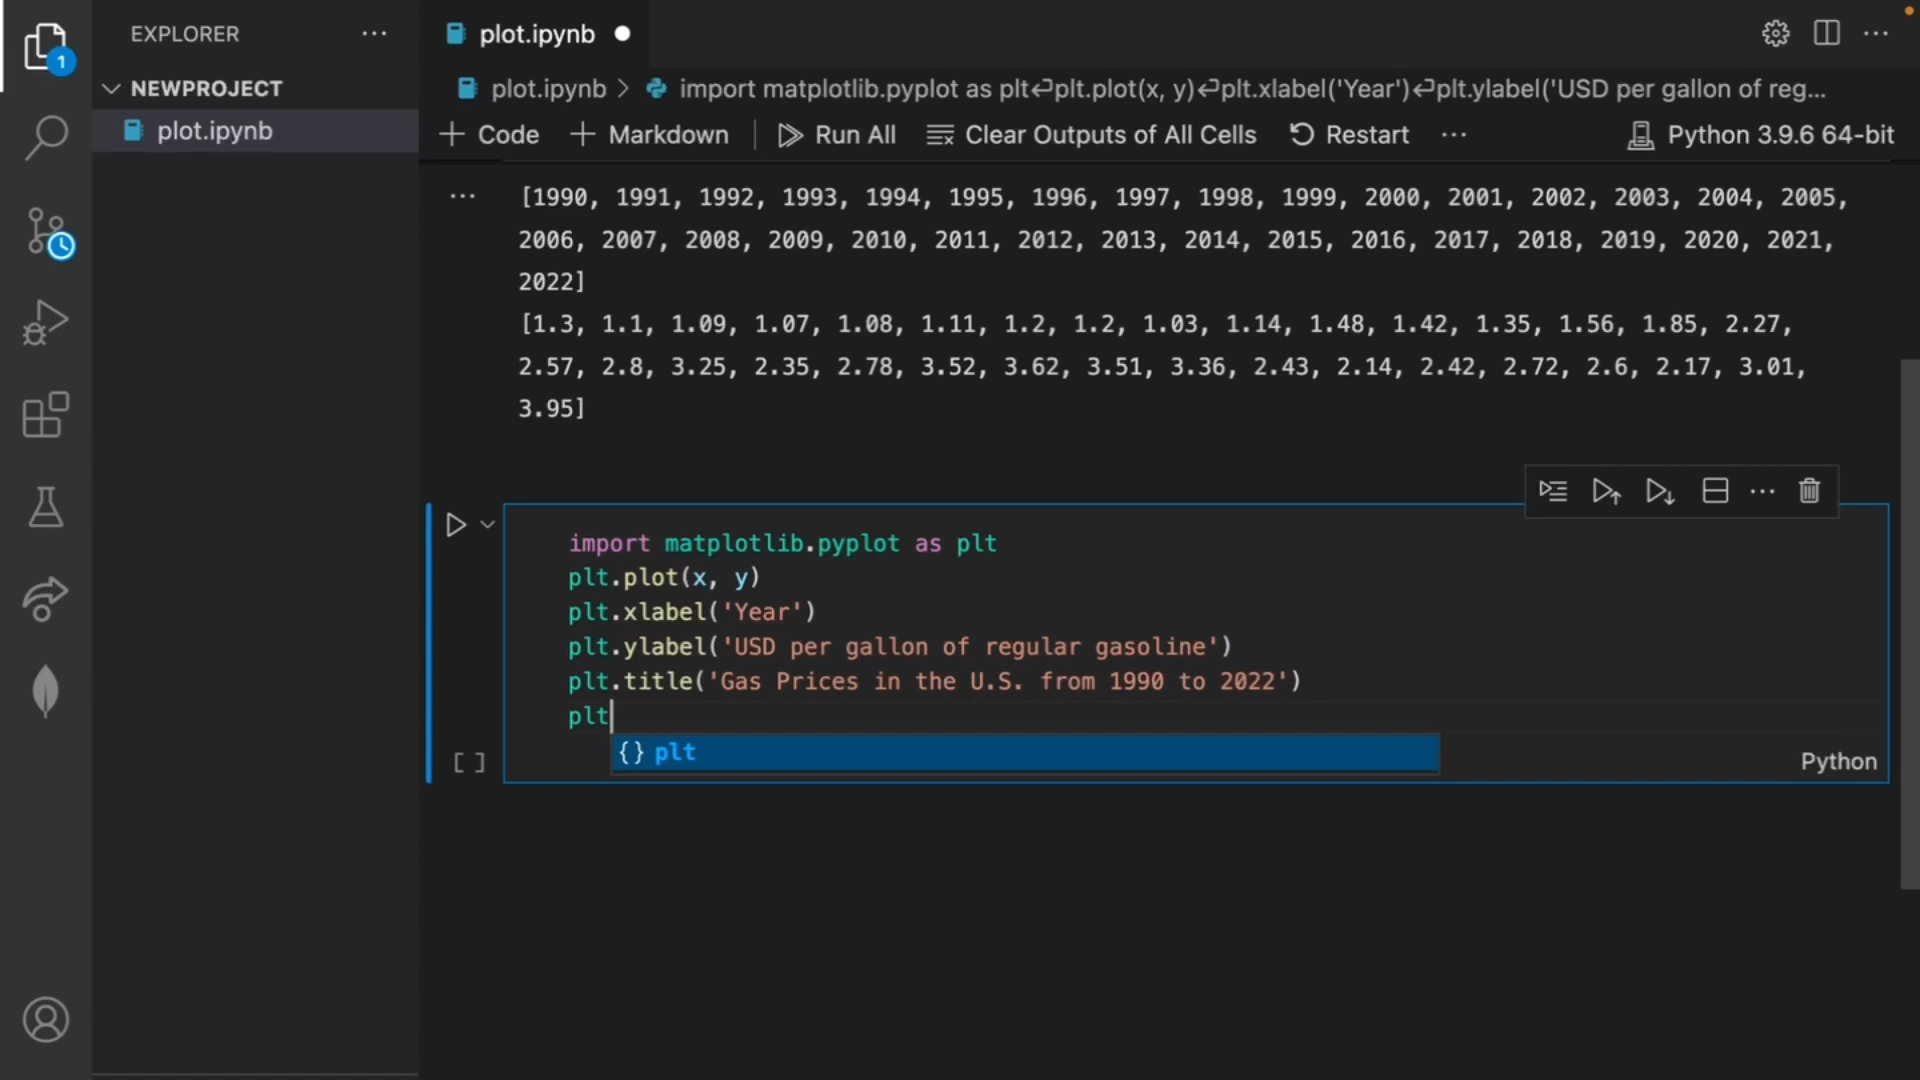 EXPLORER
NEWPROJECT
plot.ipynb
1
plot.ipynb
plot.ipynb > import matplotlib.pyplot as plt↵plt.plot(x, y)↵plt.xlabel('Year')↵plt.ylabel('USD per gallon of reg...
+ Code + Markdown Run All Clear Outputs of All Cells Restart ... Python 3.9.6 64-bit
[1990, 1991, 1992, 1993, 1994, 1995, 1996, 1997, 1998, 1999, 2000, 2001, 2002, 2003, 2004, 2005,
2006, 2007, 2008, 2009, 2010, 2011, 2012, 2013, 2014, 2015, 2016, 2017, 2018, 2019, 2020, 2021,
2022]
[1.3, 1.1, 1.09, 1.07, 1.08, 1.11, 1.2, 1.2, 1.03, 1.14, 1.48, 1.42, 1.35, 1.56, 1.85, 2.27,
2.57, 2.8, 3.25, 2.35, 2.78, 3.52, 3.62, 3.51, 3.36, 2.43, 2.14, 2.42, 2.72, 2.6, 2.17, 3.01,
3.95]
import matplotlib.pyplot as plt
plt.plot(x, y)
plt.xlabel('Year')
plt.ylabel('USD per gallon of regular gasoline')
plt.title('Gas Prices in the U.S. from 1990 to 2022')
plt
{} plt
[ ]
Python